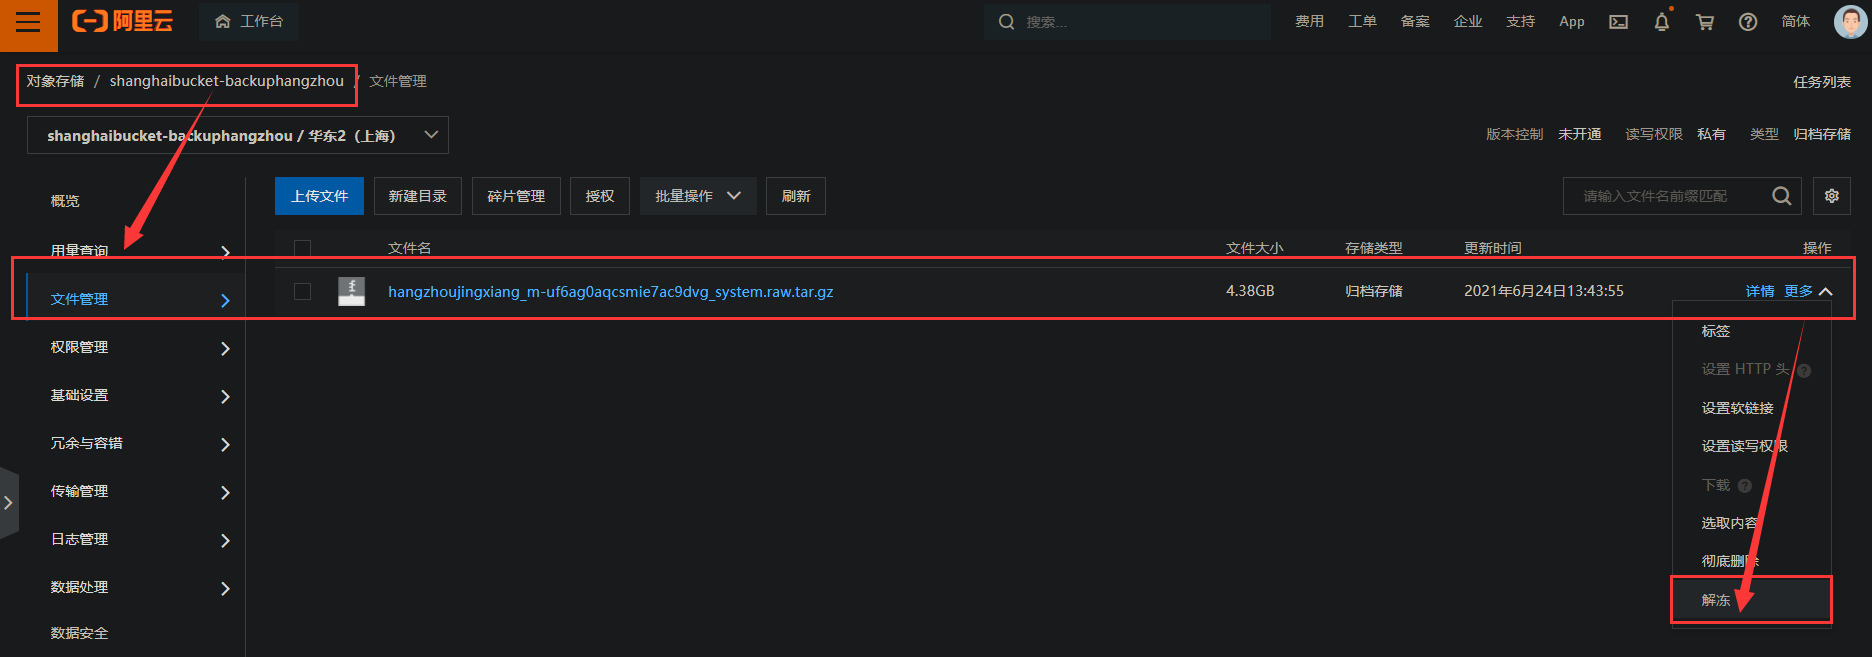 阿里云 工作台 搜索... 费用 工单 备案 企业 支持 App 简体
对象存储 / shanghaibucket-backuphangzhou / 文件管理 任务列表
shanghaibucket-backuphangzhou / 华东2（上海） 版本控制 未开通 读写权限 私有 类型 归档存储
上传文件 新建目录 碎片管理 授权 批量操作 刷新 请输入文件名前缀匹配
概览
用量查询
文件管理
权限管理
基础设置
冗余与容错
传输管理
日志管理
数据处理
数据安全
文件名 文件大小 存储类型 更新时间 操作
hangzhoujingxiang_m-uf6ag0aqcsmie7ac9dvg_system.raw.tar.gz 4.38GB 归档存储 2021年6月24日13:43:55 详情 更多
标签
设置 HTTP 头
设置软链接
设置读写权限
下载
选取内容
彻底删除
解冻